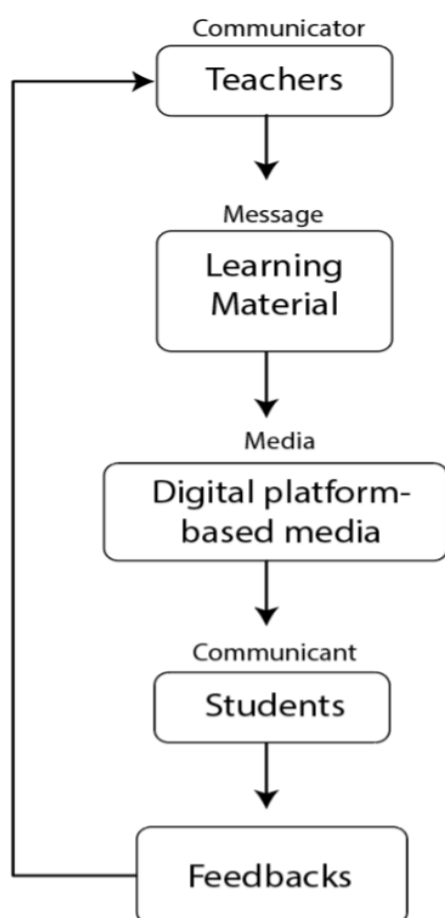 Communicator
Teachers
Message
Learning
Material
Media
Digital platform-
based media
Communicant
Students
Feedbacks